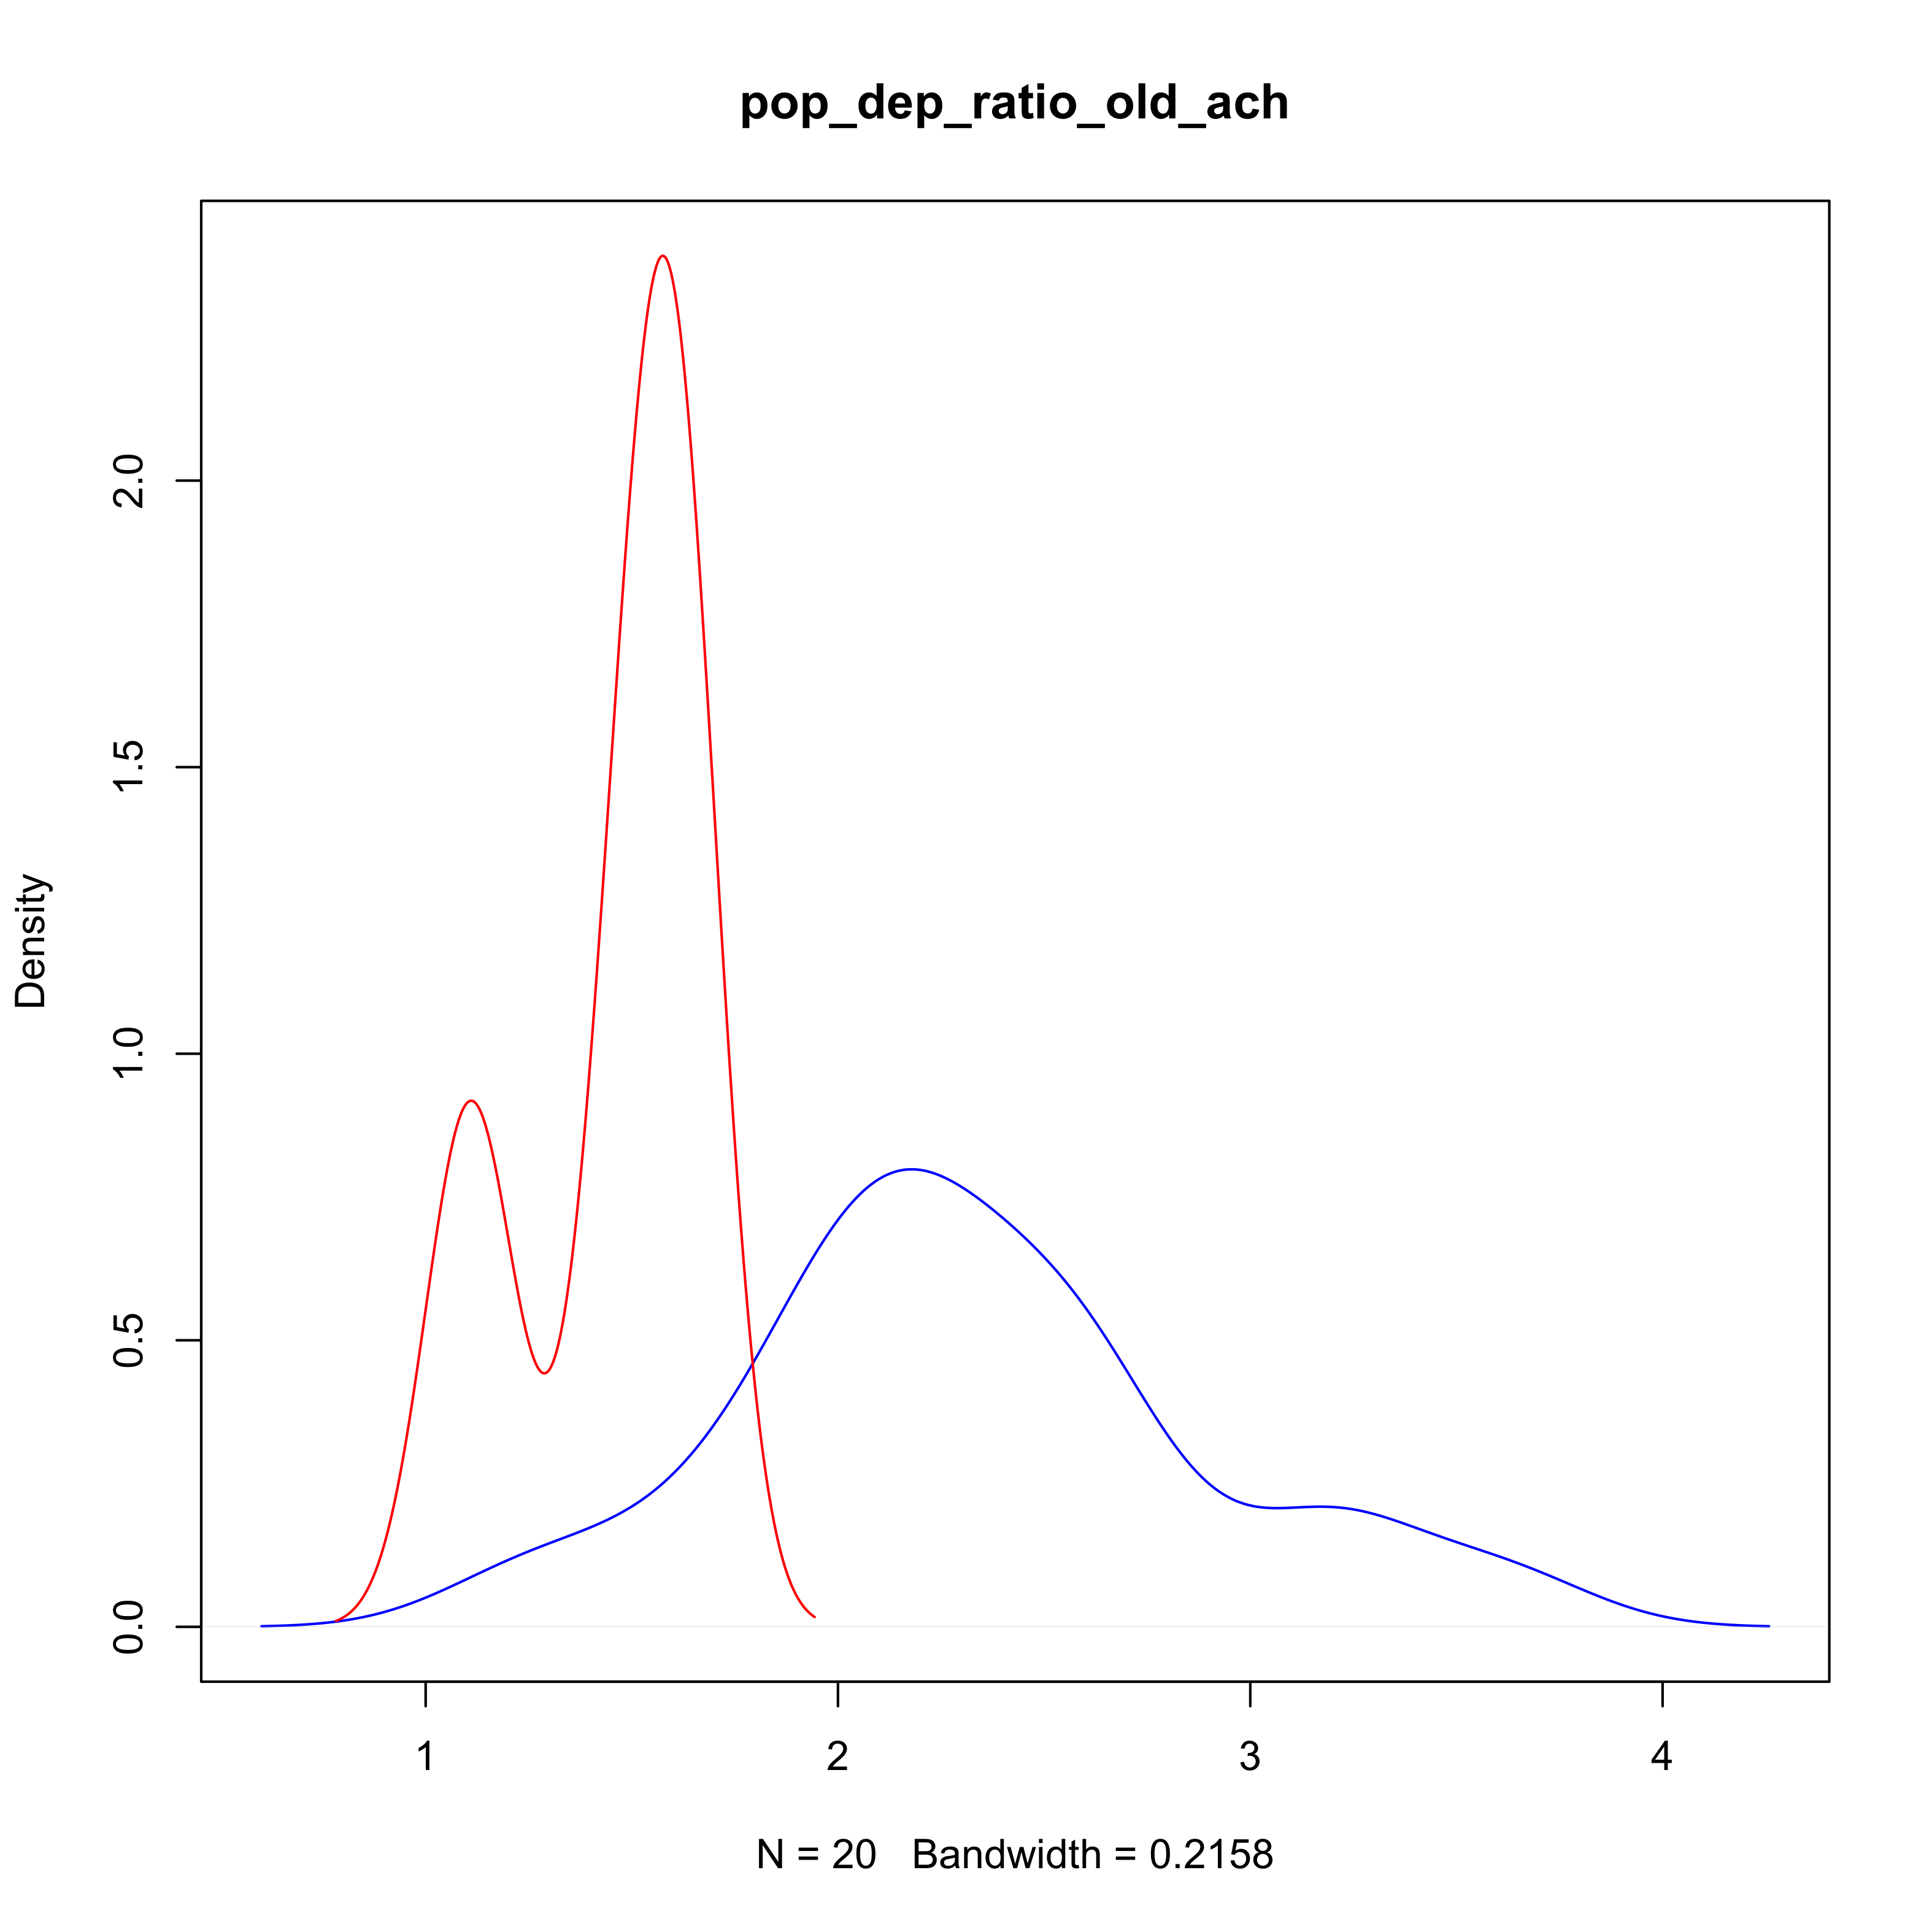 pop_dep_ratio_old_ach
Density
2.0
1.5
1.0
0.5
0.0
1 2 3 4
N = 20   Bandwidth = 0.2158